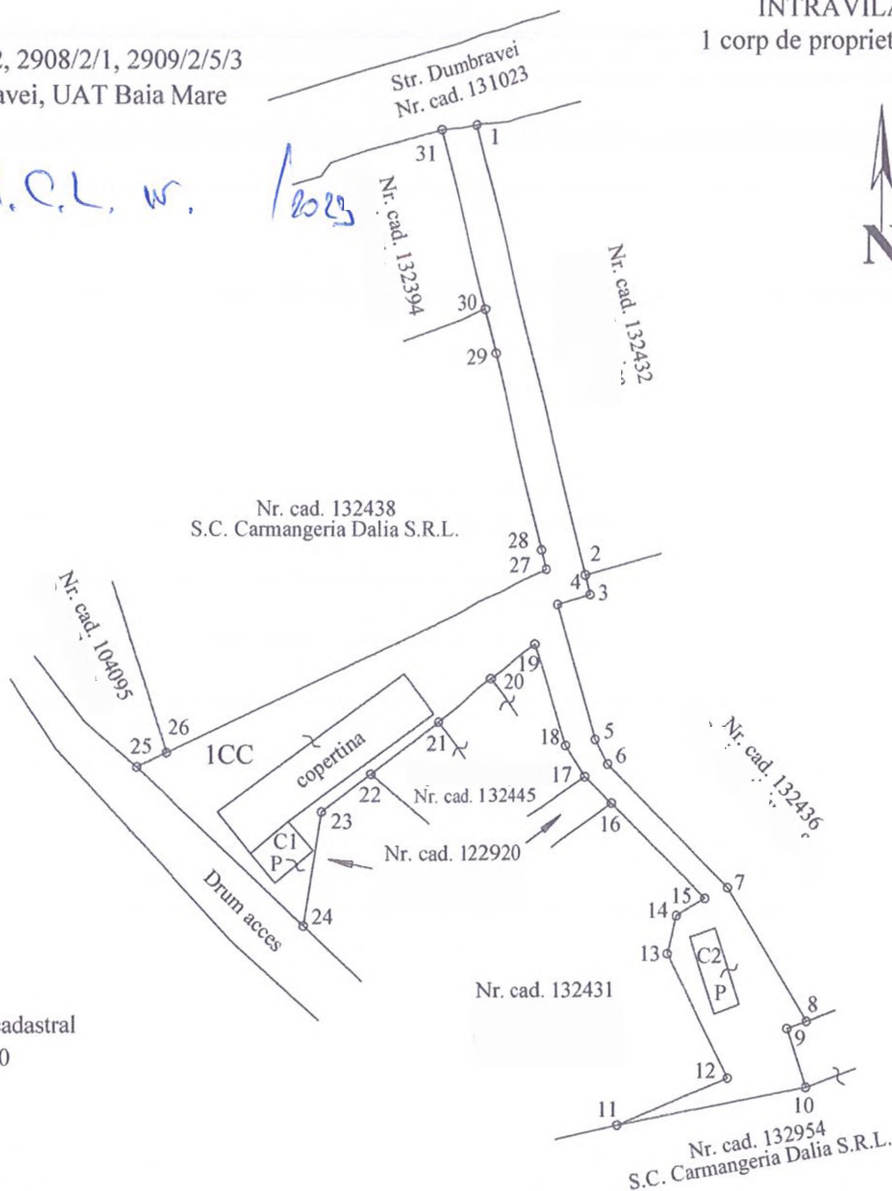 INTRAVILA
1 corp de propriet
2, 2908/2/1, 2909/2/5/3
avei, UAT Baia Mare
Str. Dumbravei
Nr. cad. 131023
.C.L. nr. /2023
31
1
Nr. cad. 132394
N
30
29
Nr. cad. 132432
Nr. cad. 132438
S.C. Carmangeria Dalia S.R.L.
28
27
2
4
3
Nr. cad. 104095
19
20
26
25
1CC
copertina
21
18
5
6
17
22
Nr. cad. 132445
16
Nr. cad. 132436
23
C1
P
Nr. cad. 122920
Drum acces
24
7
15
14
13
C2
P
Nr. cad. 132431
8
9
adastral
0
12
10
11
Nr. cad. 132954
S.C. Carmangeria Dalia S.R.L.